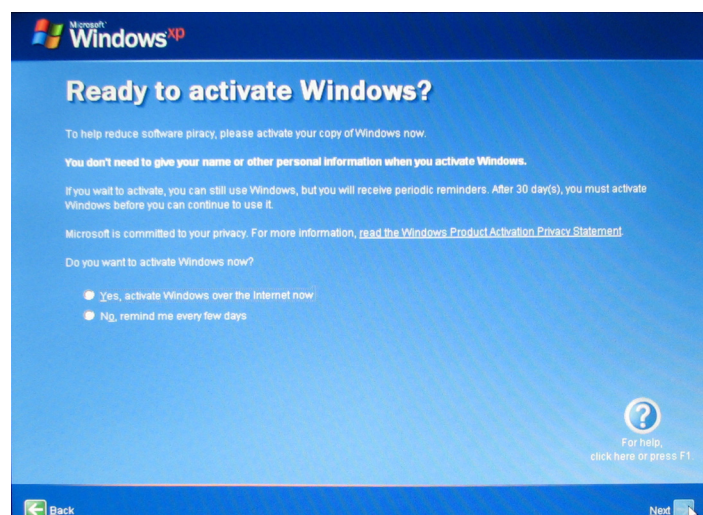 Microsoft
Windows xp
Ready to activate Windows?
To help reduce software piracy, please activate your copy of Windows now.
You don't need to give your name or other personal information when you activate Windows.
If you wait to activate, you can still use Windows, but you will receive periodic reminders. After 30 day(s), you must activate
Windows before you can continue to use it.
Microsoft is committed to your privacy. For more information, read the Windows Product Activation Privacy Statement.
Do you want to activate Windows now?
Yes, activate Windows over the Internet now
No, remind me every few days
?
For help,
click here or press F1.
Back
Next